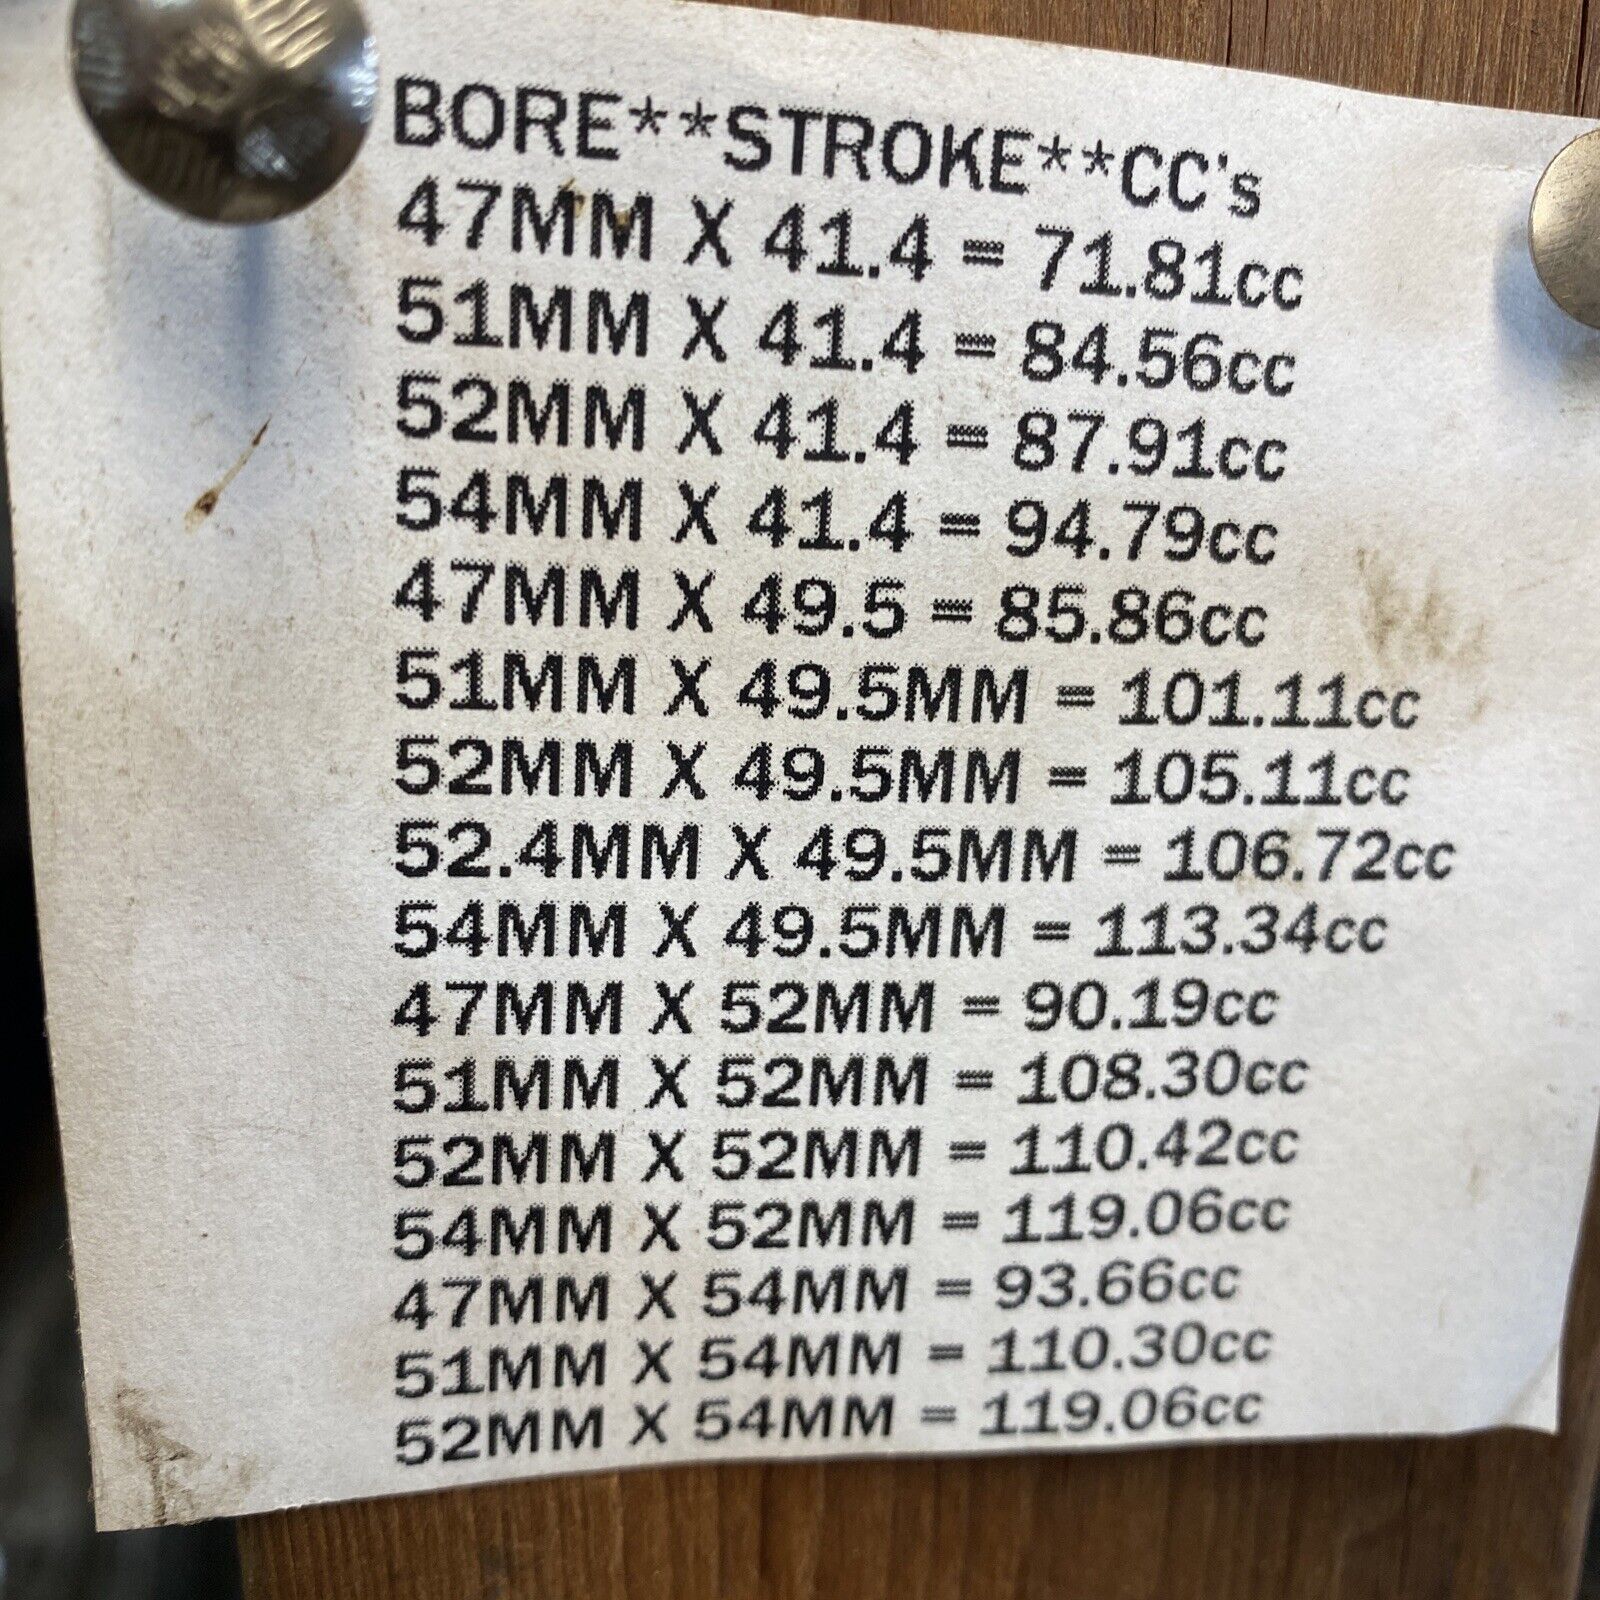 BORE**STROKE**CC's
47MM X 41.4 = 71.81cc
51MM X 41.4 = 84.56cc
52MM X 41.4 = 87.91cc
54MM X 41.4 = 94.79cc
47MM X 49.5 = 85.86cc
51MM X 49.5MM = 101.11cc
52MM X 49.5MM = 105.11cc
52.4MM X 49.5MM = 106.72cc
54MM X 49.5MM = 113.34cc
47MM X 52MM = 90.19cc
51MM X 52MM = 108.30cc
52MM X 52MM = 110.42cc
54MM X 52MM = 119.06cc
47MM X 54MM = 93.66cc
51MM X 54MM = 110.30cc
52MM X 54MM = 119.06cc